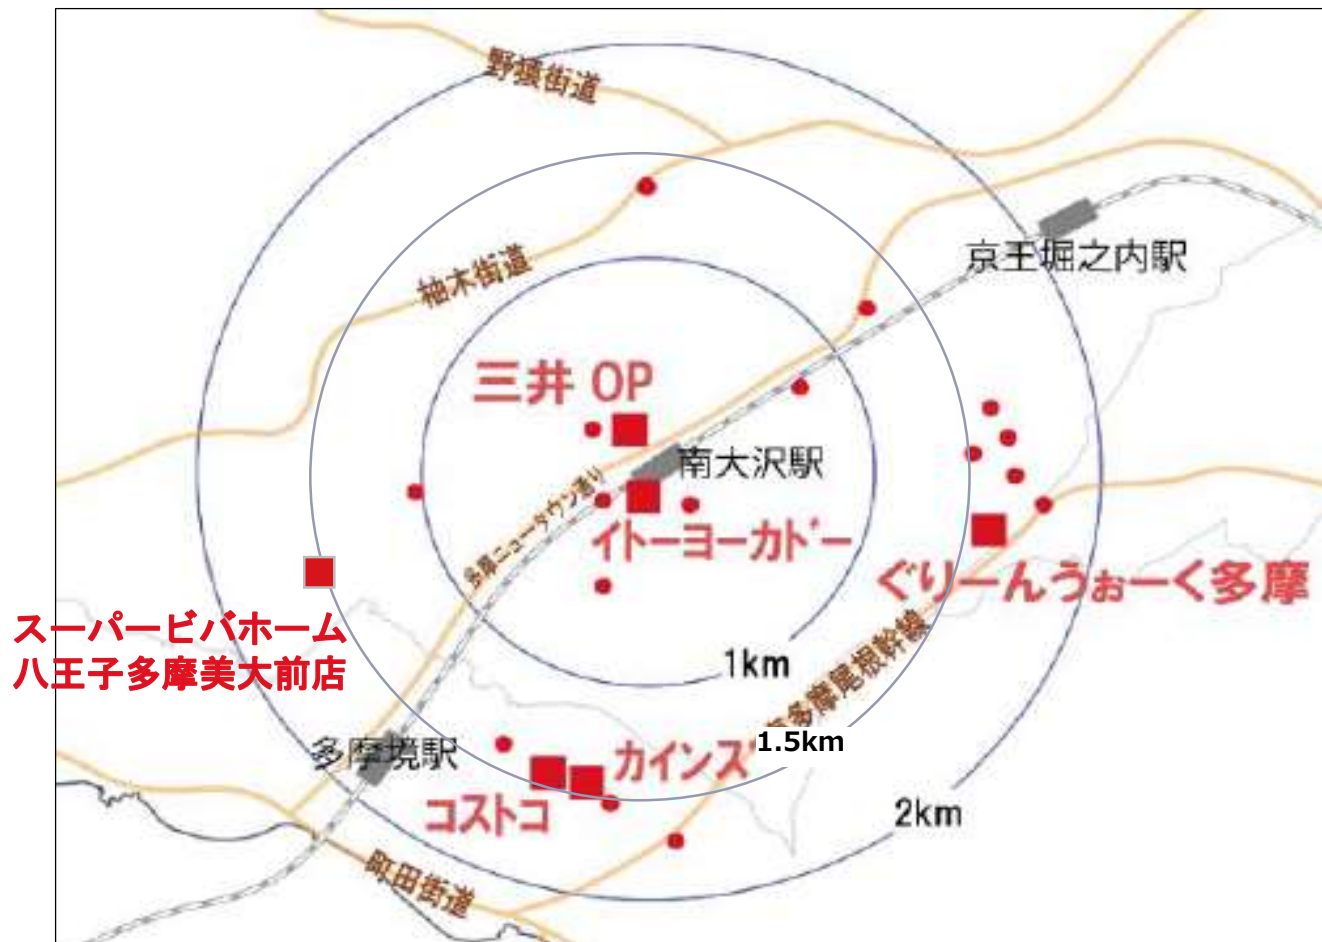 野猿街道
柚木街道
京王堀之内駅
三井 OP
南大沢駅
多摩ニュータウン通り
イトーヨーカドー
ぐりーんうぉーく多摩
スーパービバホーム
八王子多摩美大前店
1km
南多摩尾根幹線
1.5km
多摩境駅
カインズ
コストコ
2km
町田街道